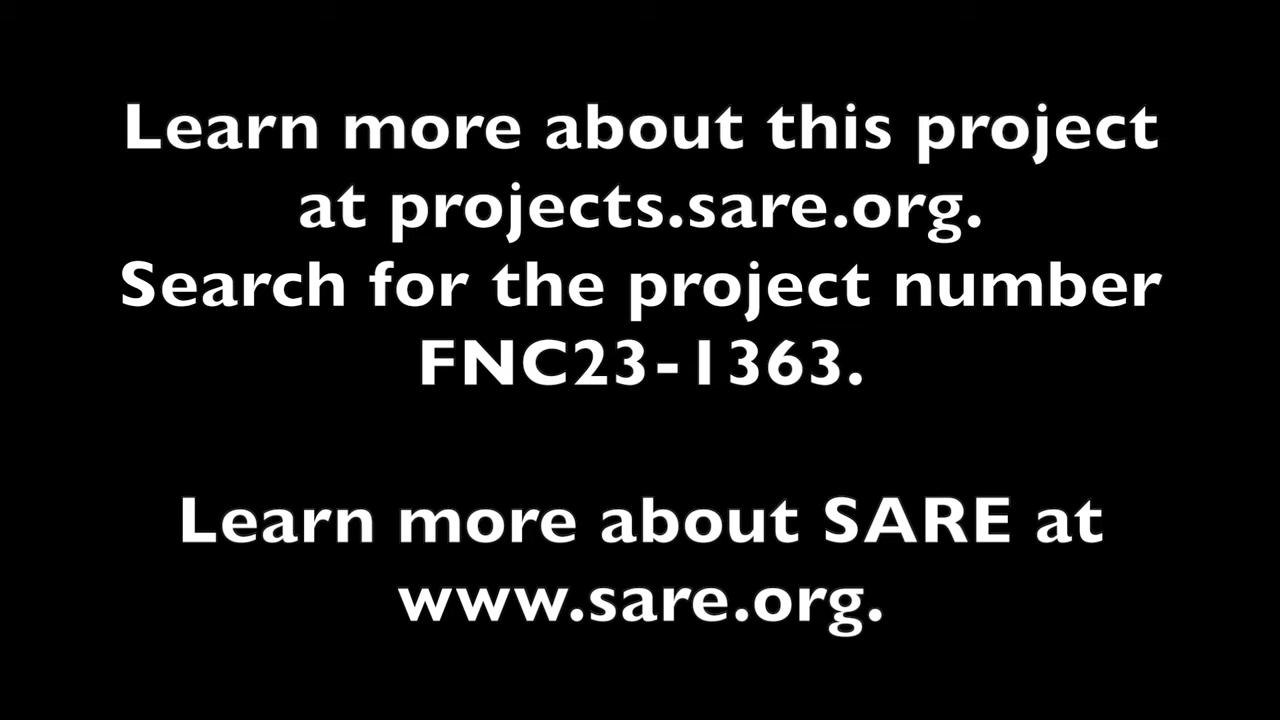 Learn more about this project
at projects.sare.org.
Search for the project number
FNC23-1363.
Learn more about SARE at
www.sare.org.